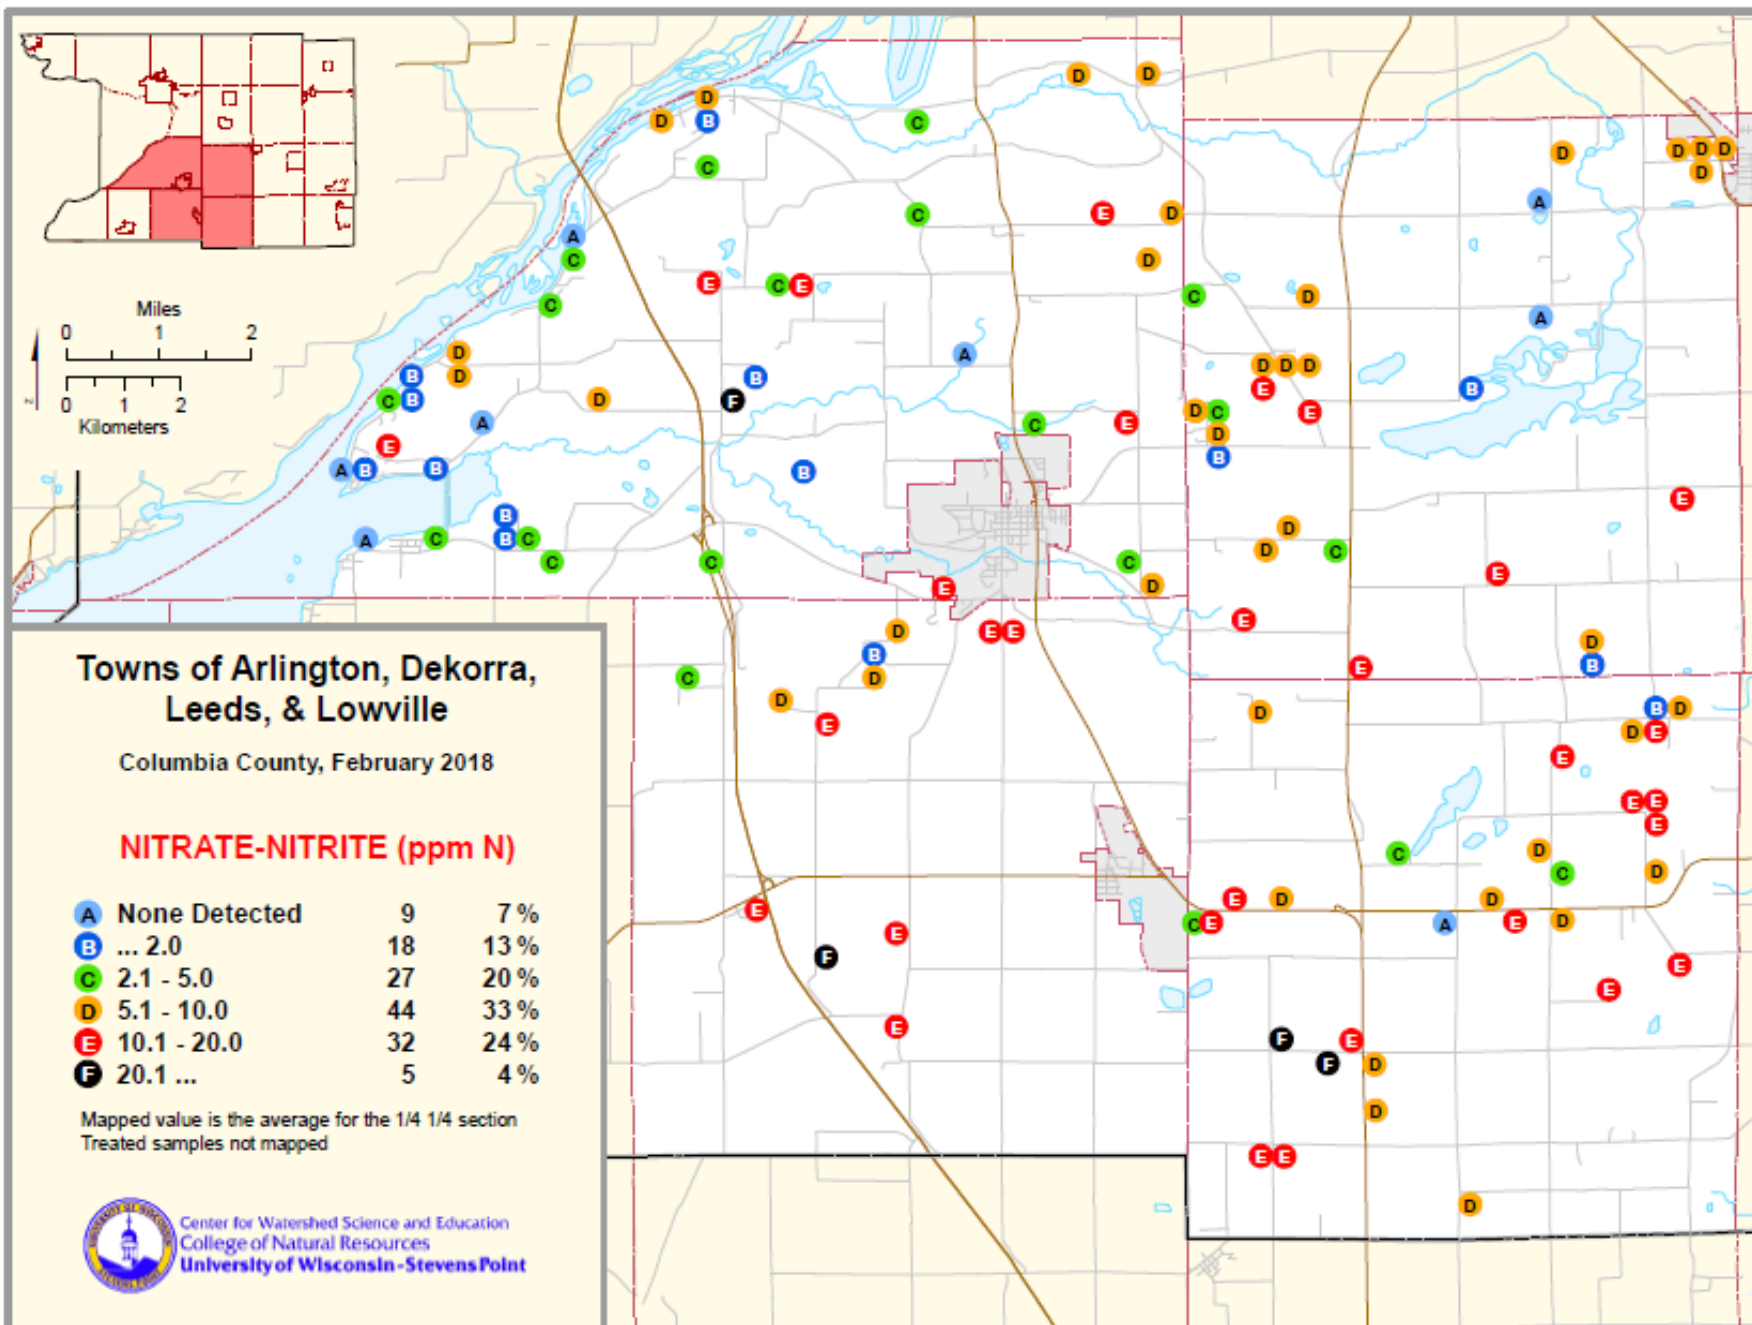 Miles
0 1 2
0 1 2
Kilometers
Towns of Arlington, Dekorra,
Leeds, & Lowville
Columbia County, February 2018
NITRATE-NITRITE (ppm N)
A None Detected 9 7%
B ... 2.0 18 13%
C 2.1 - 5.0 27 20%
D 5.1 - 10.0 44 33%
E 10.1 - 20.0 32 24%
F 20.1 ... 5 4%
Mapped value is the average for the 1/4 1/4 section
Treated samples not mapped
Center for Watershed Science and Education
College of Natural Resources
University of Wisconsin - Stevens Point